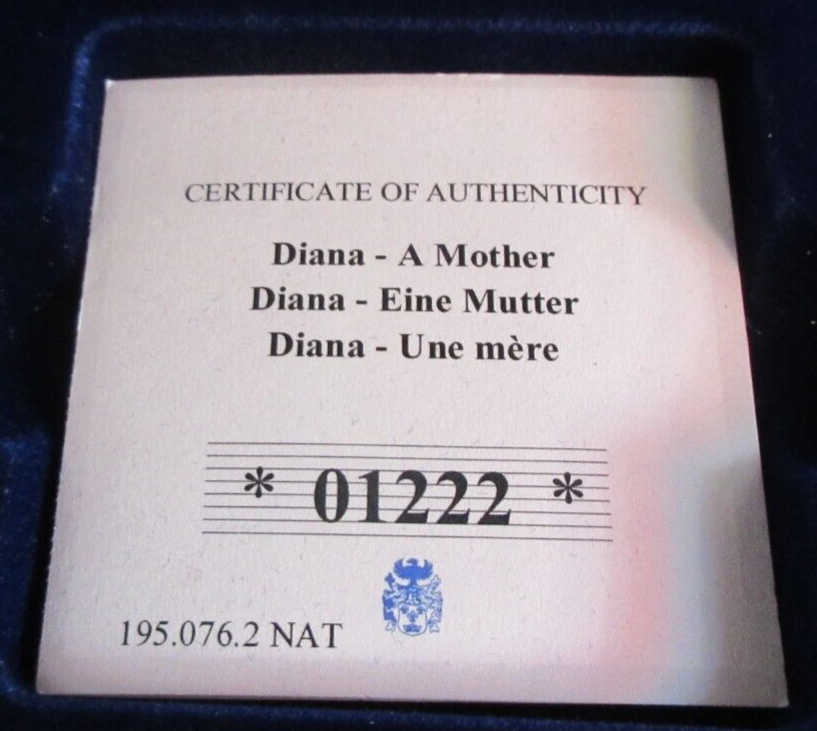 CERTIFICATE OF AUTHENTICITY
Diana - A Mother
Diana - Eine Mutter
Diana - Une mère
* 01222 *
195.076.2 NAT